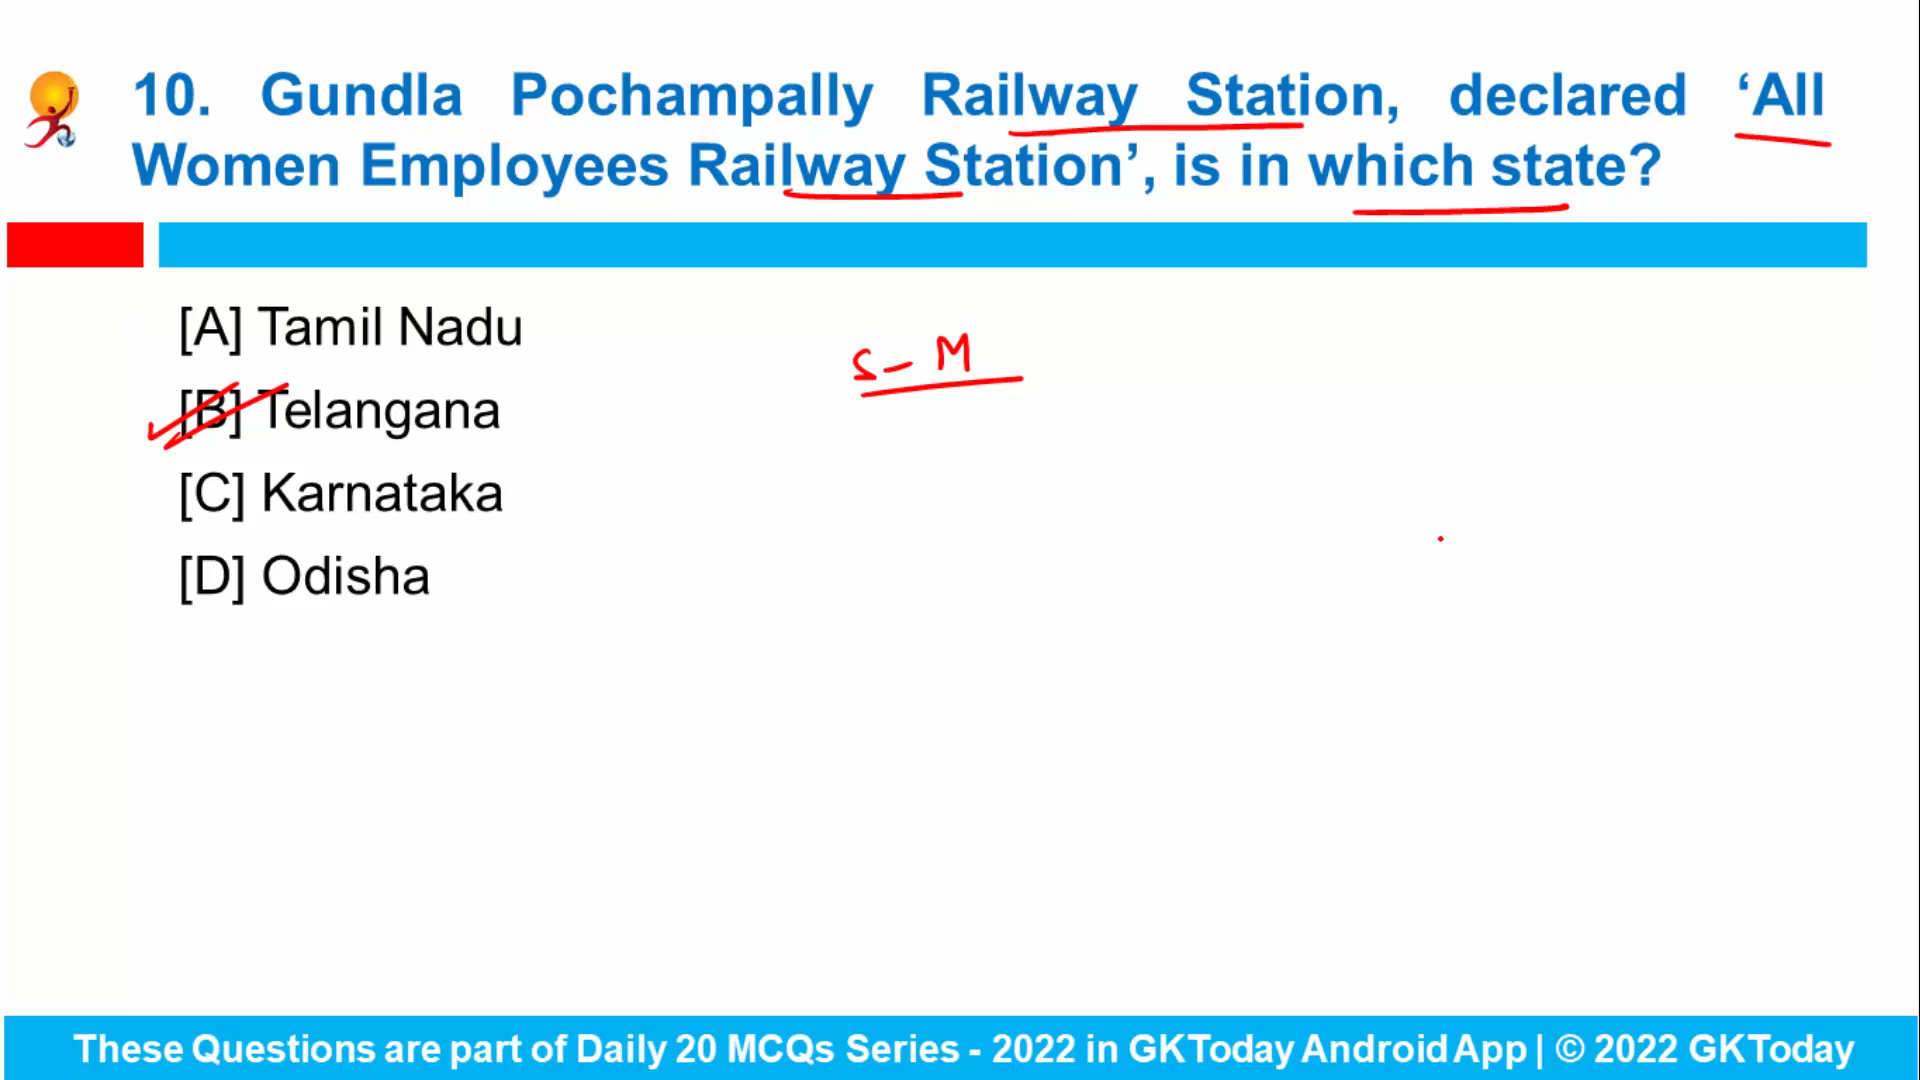 10. Gundla Pochampally Railway Station, declared ‘All
Women Employees Railway Station’, is in which state?
[A] Tamil Nadu
S - M
[B] Telangana
[C] Karnataka
[D] Odisha
These Questions are part of Daily 20 MCQs Series - 2022 in GKToday Android App | © 2022 GKToday